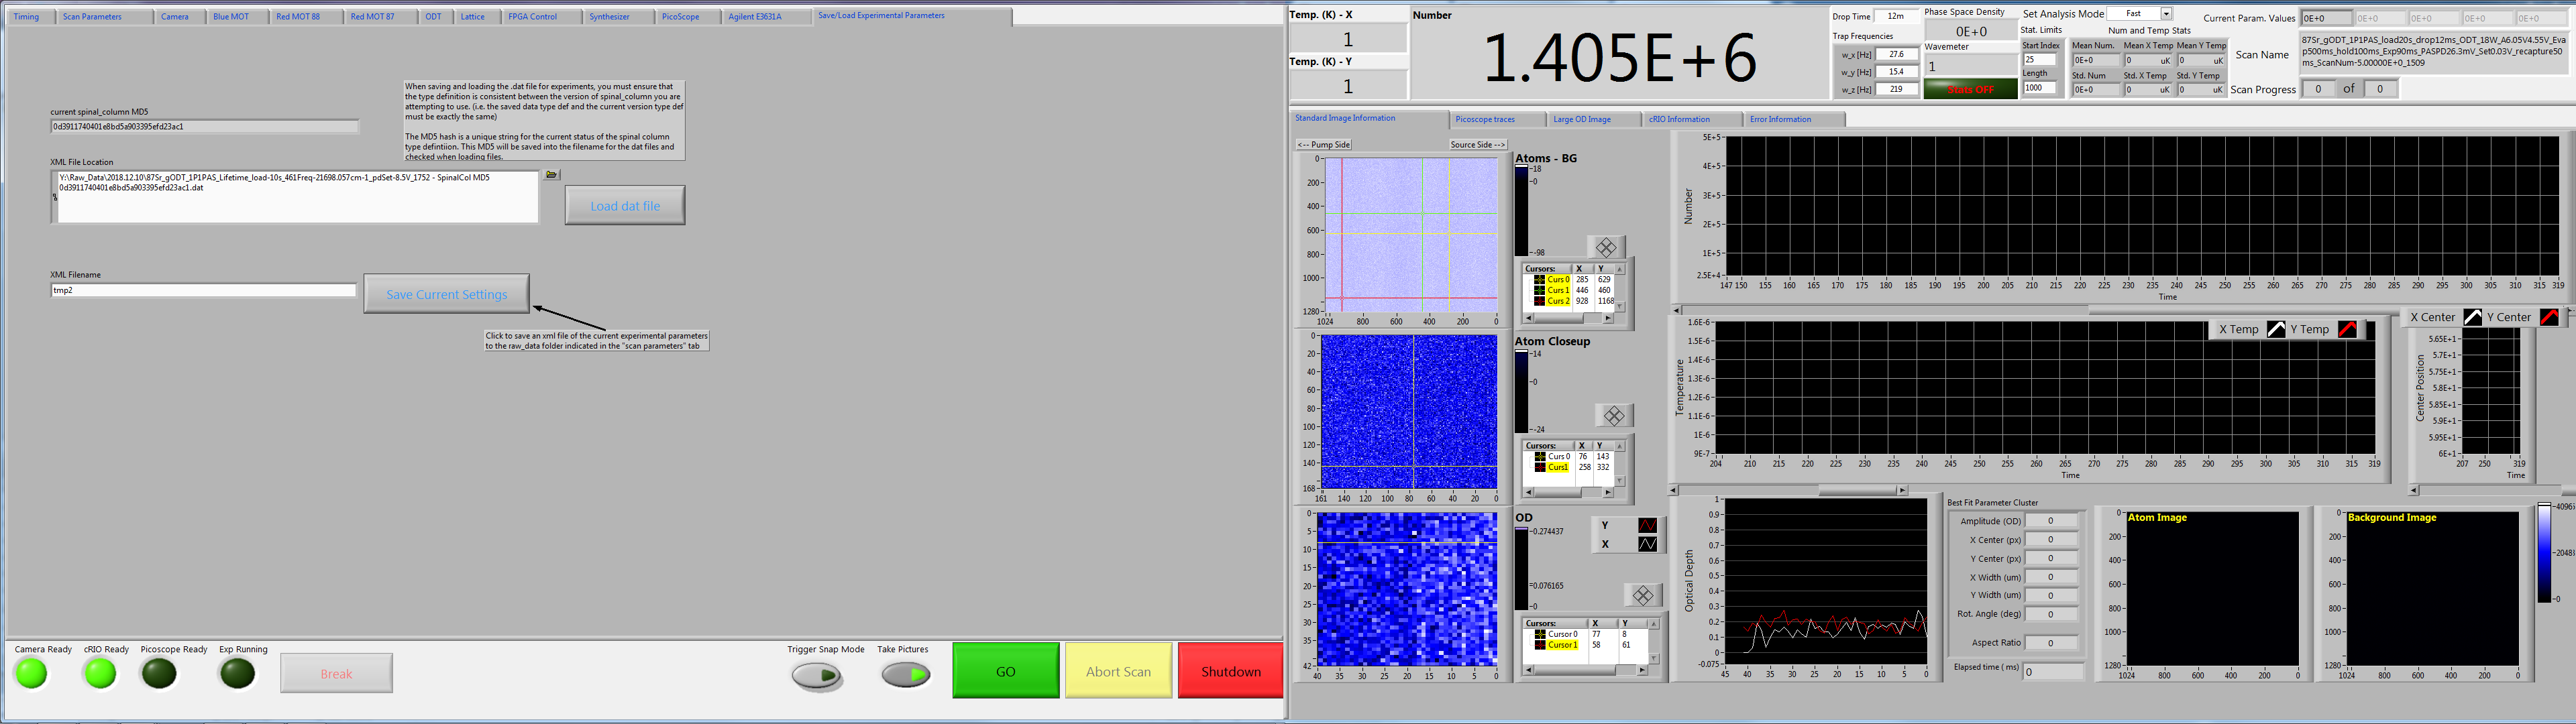 Timing Scan Parameters Camera Blue MOT Red MOT 88 Red MOT 87 ODT Lattice FPGA Control Synthesizer PicoScope Agilent E3631A Save/Load Experimental Parameters
When saving and loading the .dat file for experiments, you must ensure that
the type definition is consistent between the version of spinal_column you are
attempting to use. (i.e. the saved data type def and the current version type def
must be exactly the same)
The MD5 hash is a unique string for the current status of the spinal column
type defintiion. This MD5 will be saved into the filename for the dat files and
checked when loading files.
current spinal_column MD5
0d3911740401e8bd5a903395efd23ac1
XML File Location
Y:\Raw_Data\2018.12.10\87Sr_gODT_1P1PAS_Lifetime_load-10s_461Freq-21698.057cm-1_pdSet-8.5V_1752 - SpinalCol MD5
0d3911740401e8bd5a903395efd23ac1.dat
Load dat file
XML Filename
tmp2
Save Current Settings
Click to save an xml file of the current experimental parameters
to the raw_data folder indicated in the "scan parameters" tab
Camera Ready cRIO Ready Picoscope Ready Exp Running
Break
Trigger Snap Mode Take Pictures
GO Abort Scan Shutdown
Temp. (K) - X
1
Temp. (K) - Y
1
Number
1.405E+6
Drop Time 12m
Trap Frequencies
w_x [Hz] 27.6
w_y [Hz] 15.4
w_z [Hz] 219
Phase Space Density
0E+0
Wavemeter
1
Stats OFF
Set Analysis Mode Fast
Stat. Limits Num and Temp Stats
Start Index
25
Length
1000
Mean Num. Mean X Temp Mean Y Temp
0E+0 0 uK 0 uK
Std. Num Std. X Temp Std. Y Temp
0E+0 0 uK 0 uK
Current Param. Values 0E+0 0E+0 0E+0 0E+0 0E+0
Scan Name
87Sr_gODT_1P1PAS_load20s_drop12ms_ODT_18W_A6.05V4.55V_Eva
p500ms_hold100ms_Exp90ms_PASPD26.3mV_Set0.03V_recapture50
ms_ScanNum-5.00000E+0_1509
Scan Progress 0 of 0
Standard Image Information Picoscope traces Large OD Image cRIO Information Error Information
<-- Pump Side Source Side -->
0
200
400
600
800
1000
1280
1024 800 600 400 200 0
Atoms - BG
18
0
-98
Cursors: X Y
Curs 0 285 629
Curs 1 446 460
Curs 2 928 1168
0
20
40
60
80
100
120
140
168
161 140 120 100 80 60 40 20 0
Atom Closeup
14
0
-24
Cursors: X Y
Curs 0 76 143
Curs1 258 332
0
5
10
15
20
25
30
35
42
40 35 30 25 20 15 10 5 0
OD
0.274437
0.076165
0
Y
X
Cursors: X Y
Cursor 0 77 8
Cursor 1 58 61
Number
5E+5
4E+5
3E+5
2E+5
1E+5
2.5E+4
147 150 155 160 165 170 175 180 185 190 195 200 205 210 215 220 225 230 235 240 245 250 255 260 265 270 275 280 285 290 295 300 305 310 315 319
Time
X Temp Y Temp
Temperature
1.6E-6
1.5E-6
1.4E-6
1.3E-6
1.2E-6
1.1E-6
1E-6
9E-7
204 210 215 220 225 230 235 240 245 250 255 260 265 270 275 280 285 290 295 300 305 310 319
Time
X Center Y Center
Center Position
5.65E+1
5.7E+1
5.75E+1
5.8E+1
5.85E+1
5.9E+1
5.95E+1
6E+1
207 250 319
Time
Optical Depth
1
0.9
0.8
0.7
0.6
0.5
0.4
0.3
0.2
0.1
0
-0.075
45 40 35 30 25 20 15 10 5 0
Best Fit Parameter Cluster
Amplitude (OD) 0
X Center (px) 0
Y Center (px) 0
X Width (um) 0
Y Width (um) 0
Rot. Angle (deg) 0
Aspect Ratio 0
Elapsed time ( ms) 0
Atom Image
0
200
400
600
800
1000
1280
1024 800 600 400 200 0
Background Image
0
200
400
600
800
1000
1280
1024 800 600 400 200 0
4096
2048
0